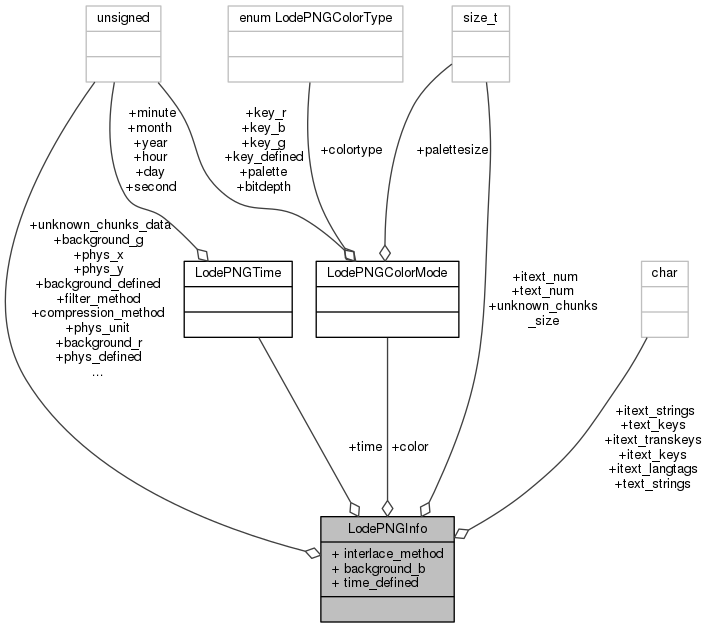 unsigned
enum LodePNGColorType
size_t
+minute
+month
+year
+hour
+day
+second
+key_r
+key_b
+key_g
+key_defined
+palette
+bitdepth
+colortype
+palettesize
+unknown_chunks_data
+background_g
+phys_x
+phys_y
+background_defined
+filter_method
+compression_method
+phys_unit
+background_r
+phys_defined
...
LodePNGTime
LodePNGColorMode
char
+itext_num
+text_num
+unknown_chunks
_size
+time
+color
+itext_strings
+text_keys
+itext_transkeys
+itext_keys
+itext_langtags
+text_strings
LodePNGInfo
+ interlace_method
+ background_b
+ time_defined